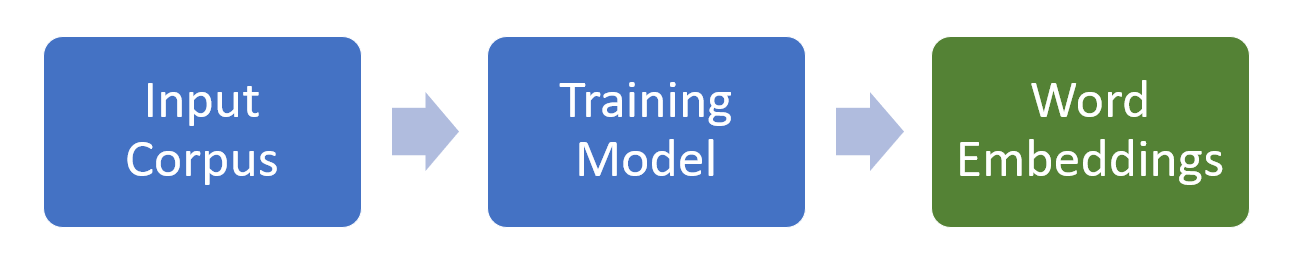 Input
Corpus
Training
Model
Word
Embeddings